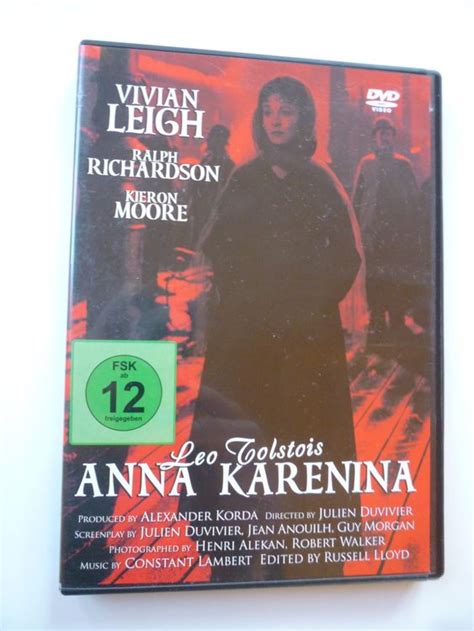 DVD
VIDEO
VIVIAN
LEIGH
RALPH
RICHARDSON
KIERON
MOORE
FSK
ab
12
freigegeben
Leo Tolstois
ANNA KARENINA
PRODUCED BY ALEXANDER KORDA DIRECTED BY JULIEN DUVIVIER
SCREENPLAY BY JULIEN DUVIVIER, JEAN ANOUILH, GUY MORGAN
PHOTOGRAPHED BY HENRI ALEKAN, ROBERT WALKER
MUSIC BY CONSTANT LAMBERT EDITED BY RUSSELL LLOYD